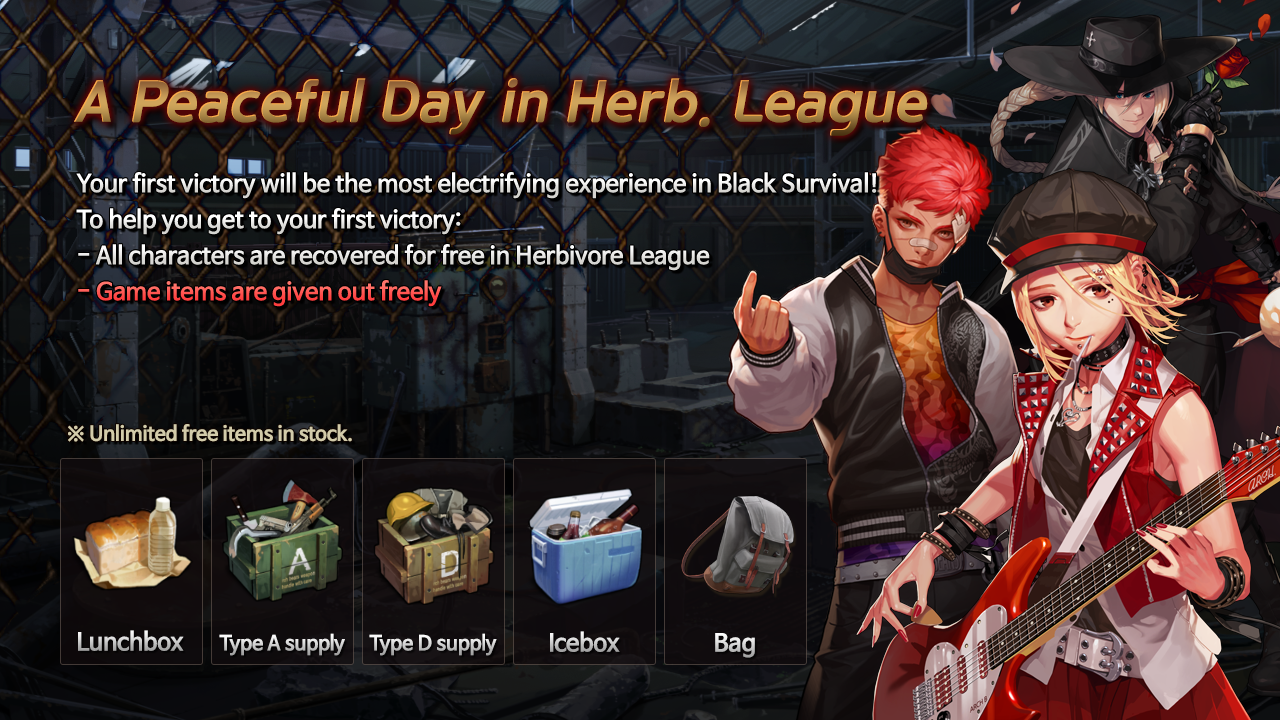 A Peaceful Day in Herb. League
Your first victory will be the most electrifying experience in Black Survival!
To help you get to your first victory:
- All characters are recovered for free in Herbivore League
- Game items are given out freely
※ Unlimited free items in stock.
A
D
Lunchbox
Type A supply
Type D supply
Icebox
Bag